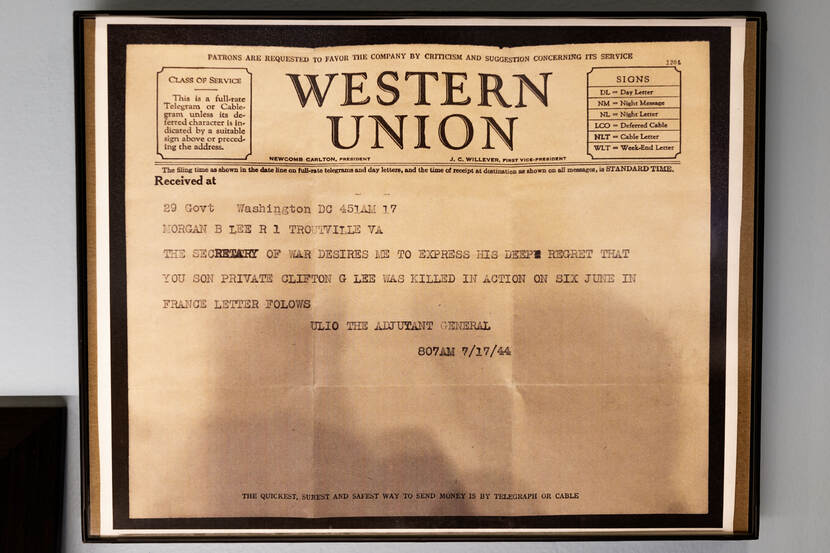 PATRONS ARE REQUESTED TO FAVOR THE COMPANY BY CRITICISM AND SUGGESTION CONCERNING ITS SERVICE
1201
CLASS OF SERVICE
This is a full-rate
Telegram or Cable-
gram unless its de-
ferred character is in-
dicated by a suitable
sign above or preced-
ing the address.
WESTERN
UNION
NEWCOMB CARLTON, PRESIDENT
J. C. WILLEVER, FIRST VICE-PRESIDENT
SIGNS
DL = Day Letter
NM = Night Message
NL = Night Letter
LCO = Deferred Cable
NLT = Cable Letter
WLT = Week-End Letter
The filing time as shown in the date line on full-rate telegrams and day letters, and the time of receipt at destination as shown on all messages, is STANDARD TIME.
Received at
29 Govt Washington DC 451AM 17
MORGAN B LEE R 1 TROUTVILLE VA
THE SECRETARY OF WAR DESIRES ME TO EXPRESS HIS DEEP REGRET THAT
YOU SON PRIVATE CLIFTON G LEE WAS KILLED IN ACTION ON SIX JUNE IN
FRANCE LETTER FOLOWS
ULIO THE ADJUTANT GENERAL
807AM 7/17/44
THE QUICKEST, SUREST AND SAFEST WAY TO SEND MONEY IS BY TELEGRAPH OR CABLE